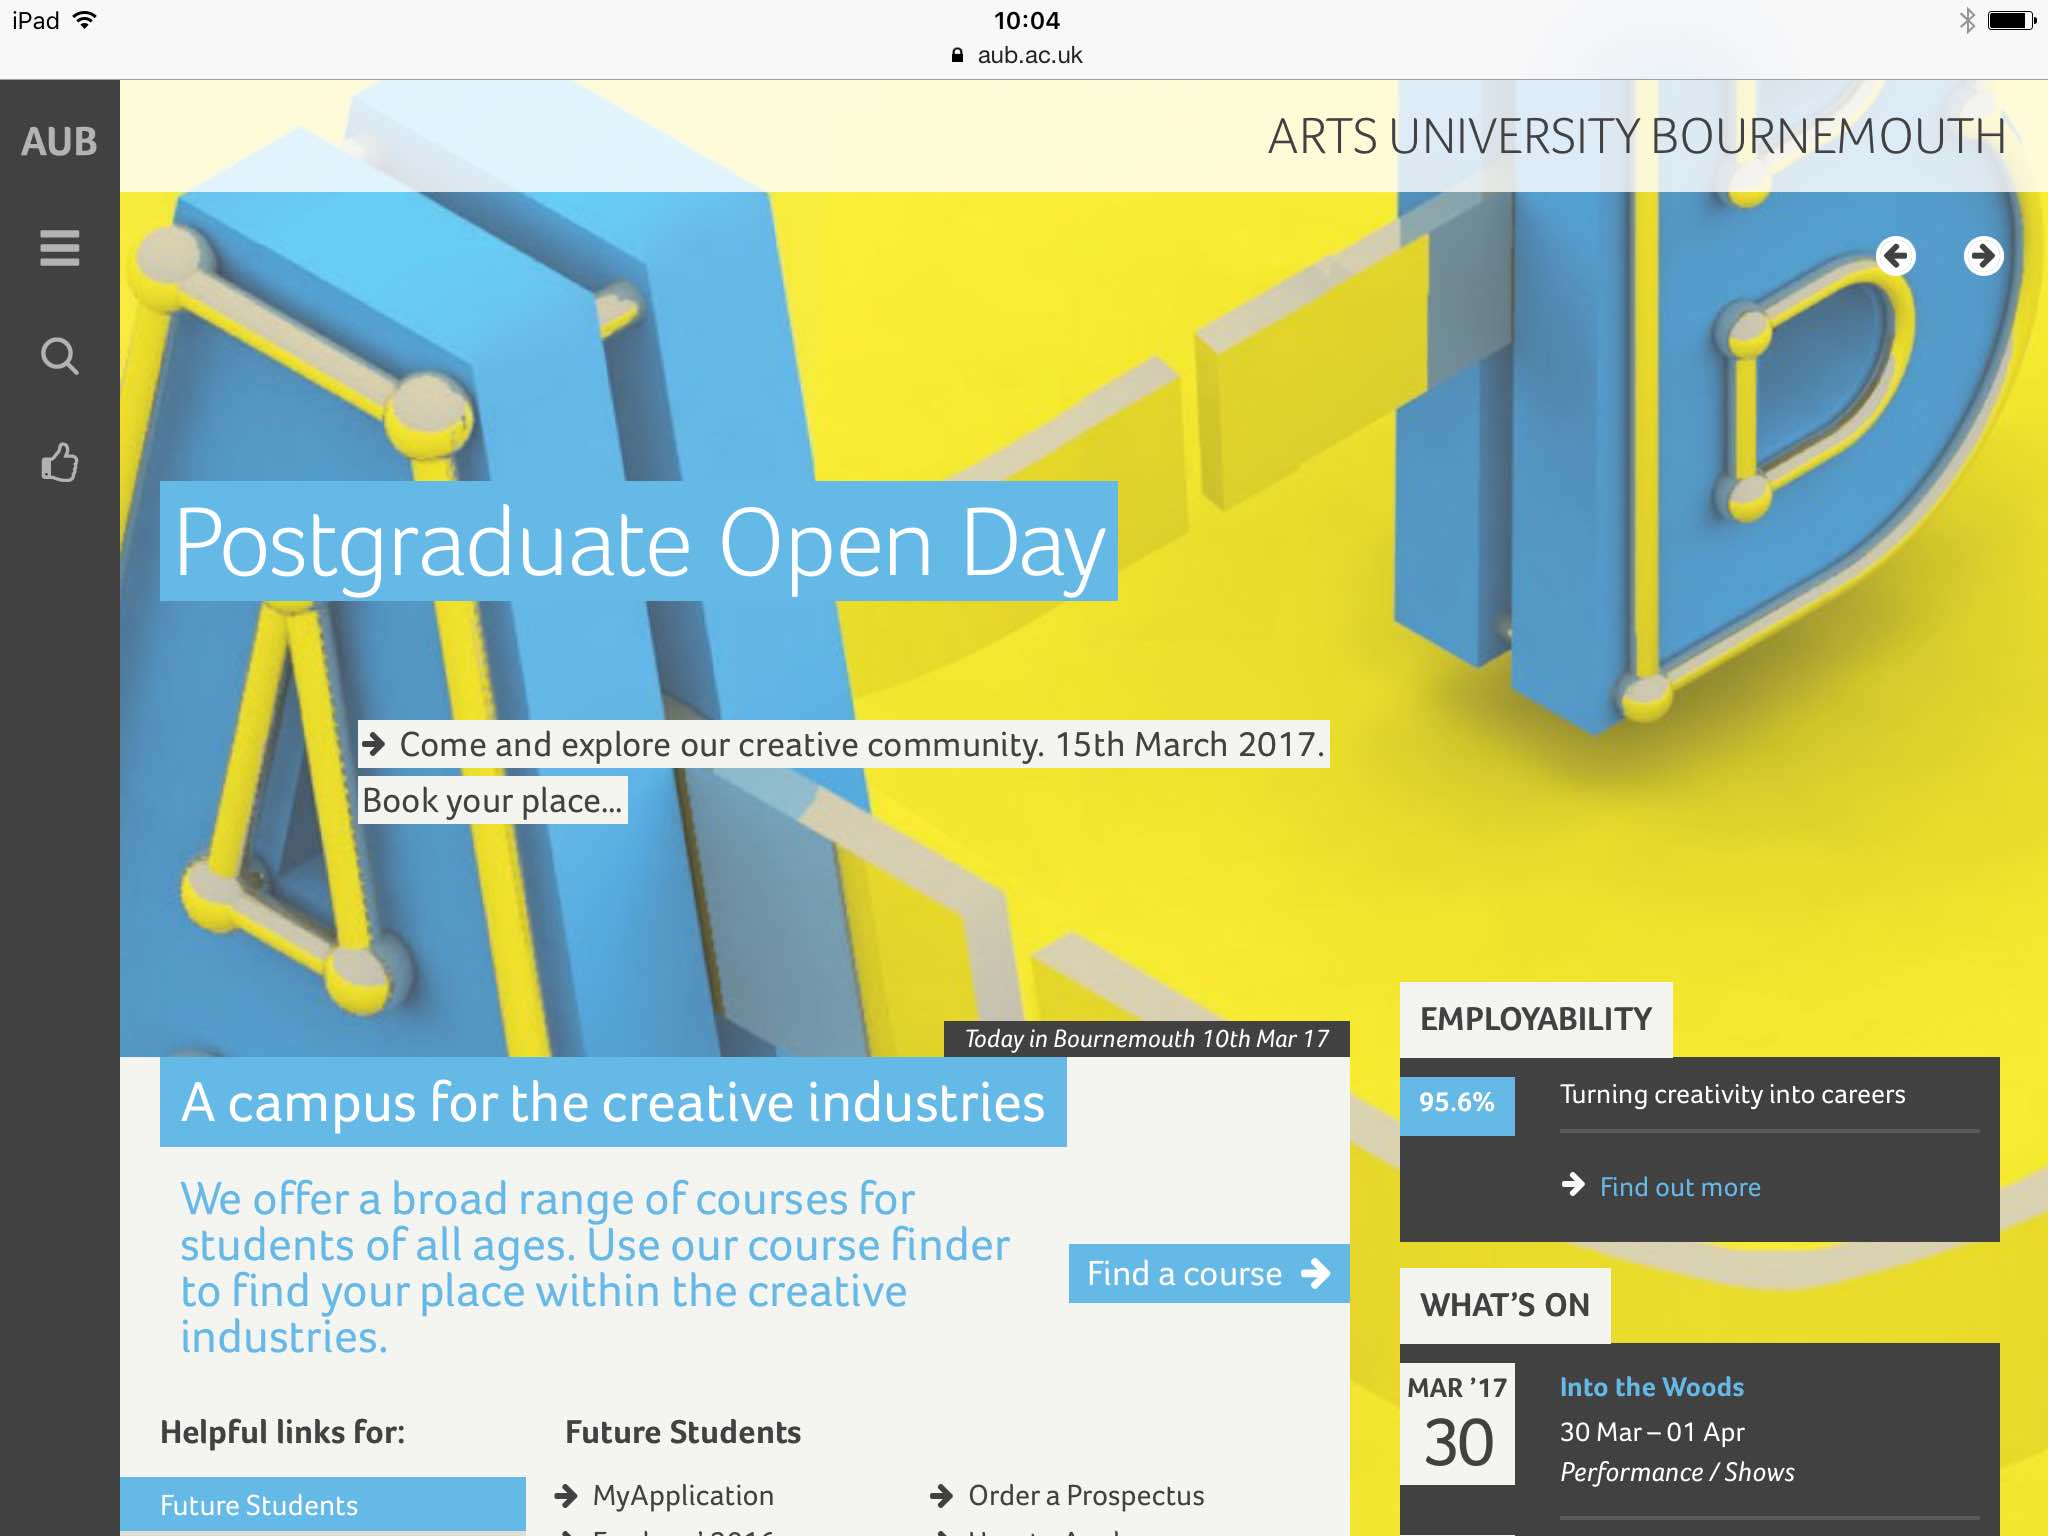 iPad
10:04
aub.ac.uk
AUB
ARTS UNIVERSITY BOURNEMOUTH
Postgraduate Open Day
Come and explore our creative community. 15th March 2017.
Book your place...
Today in Bournemouth 10th Mar 17
A campus for the creative industries
We offer a broad range of courses for
students of all ages. Use our course finder
to find your place within the creative
industries.
Find a course
Helpful links for:
Future Students
Future Students
MyApplication
Order a Prospectus
EMPLOYABILITY
95.6%
Turning creativity into careers
Find out more
WHAT'S ON
MAR '17
30
Into the Woods
30 Mar – 01 Apr
Performance / Shows